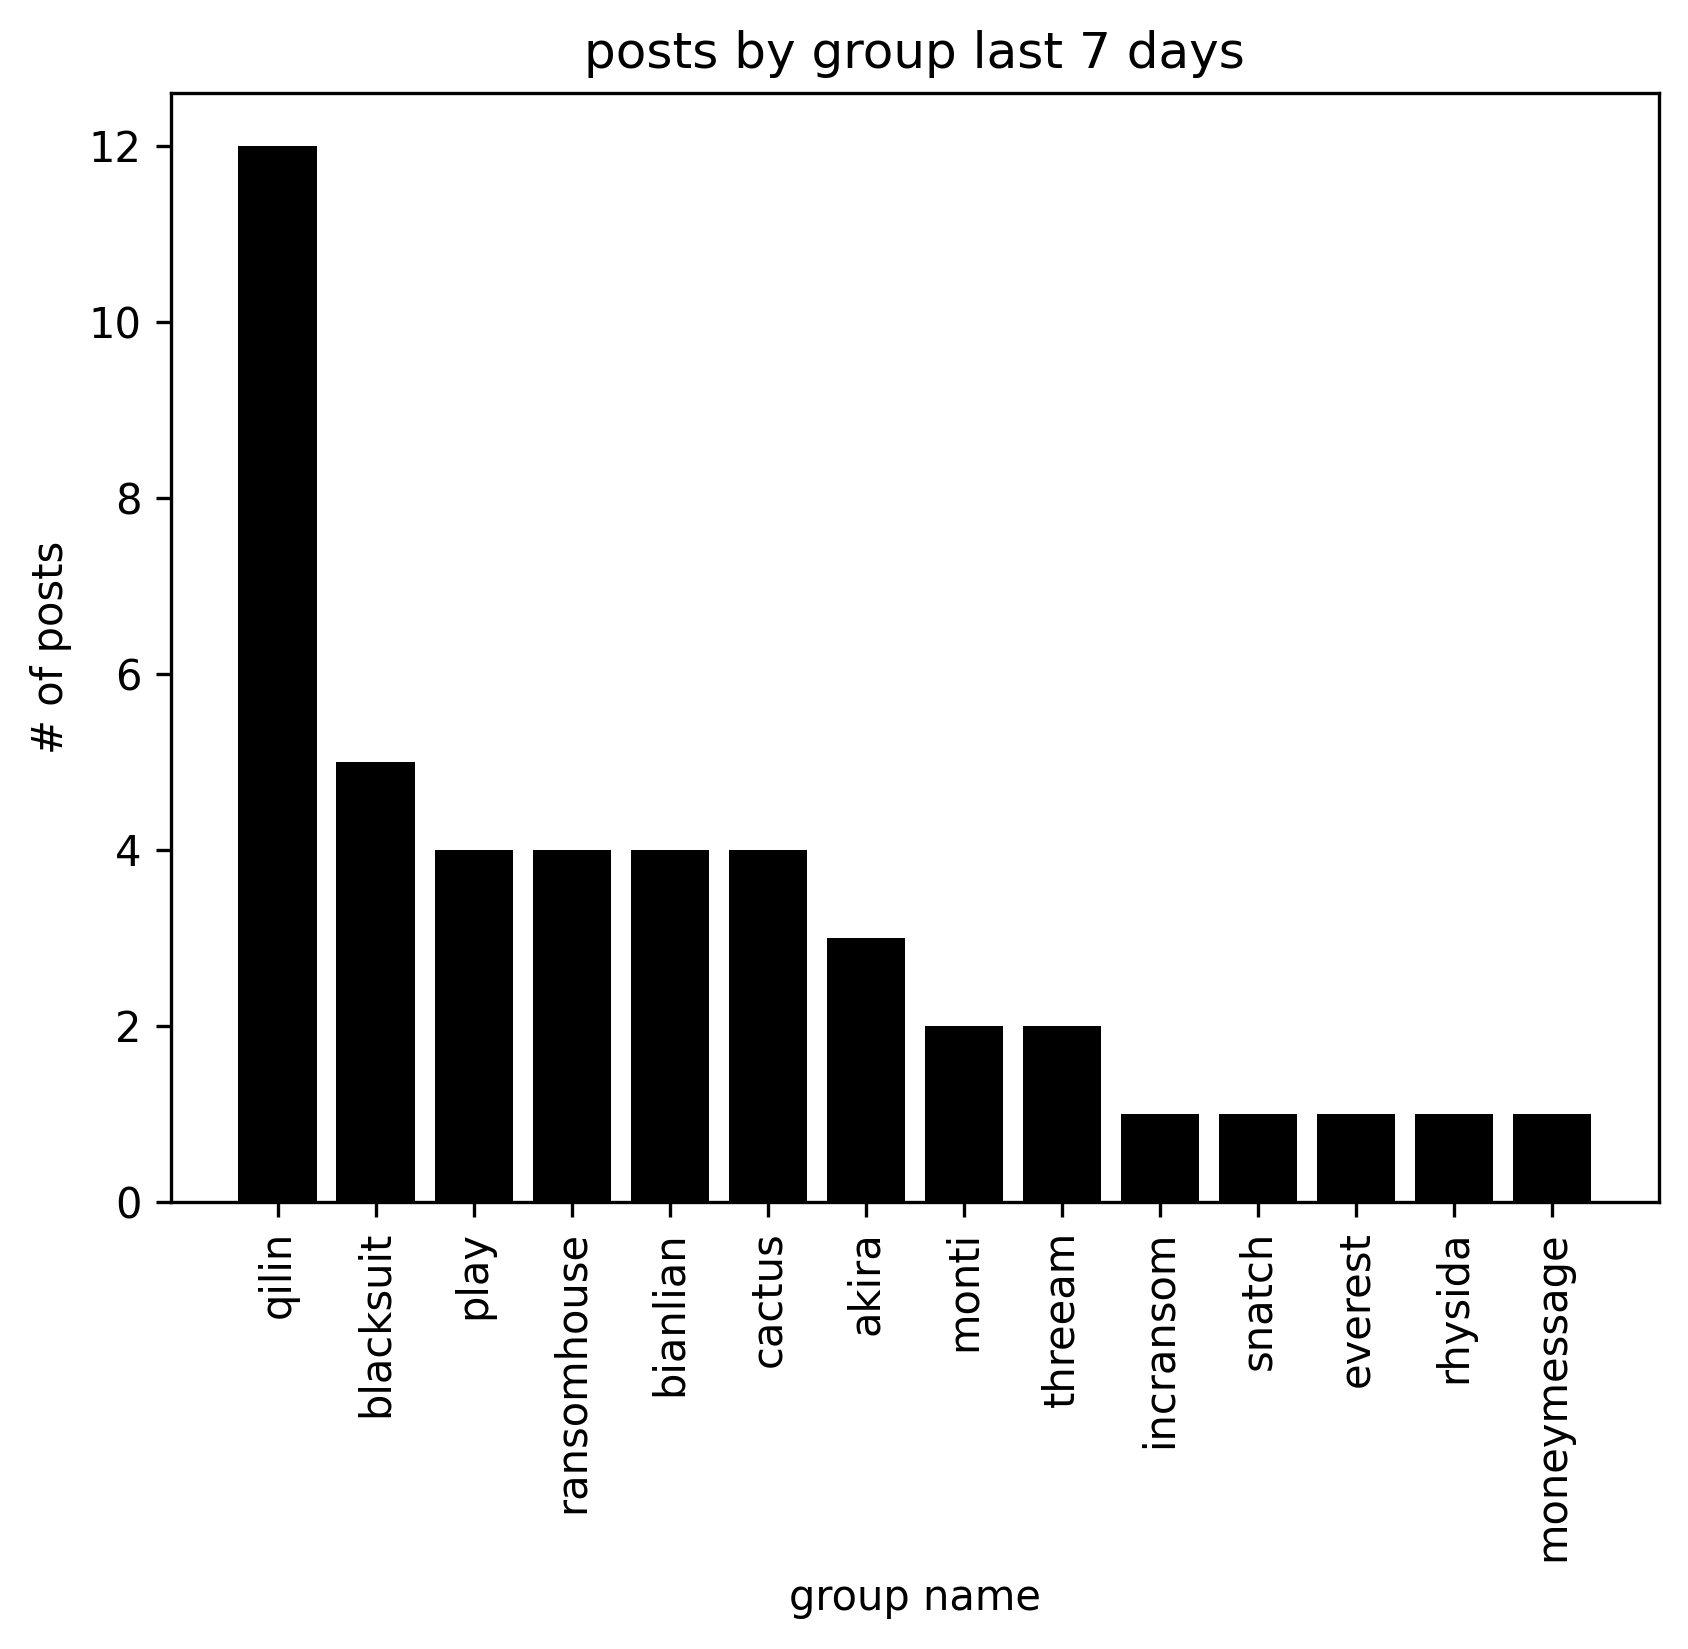 posts by group last 7 days
12
10
8
6
4
2
0
# of posts
qilin
blacksuit
play
ransomhouse
bianlian
cactus
akira
monti
threeam
incransom
snatch
everest
rhysida
moneymessage
group name